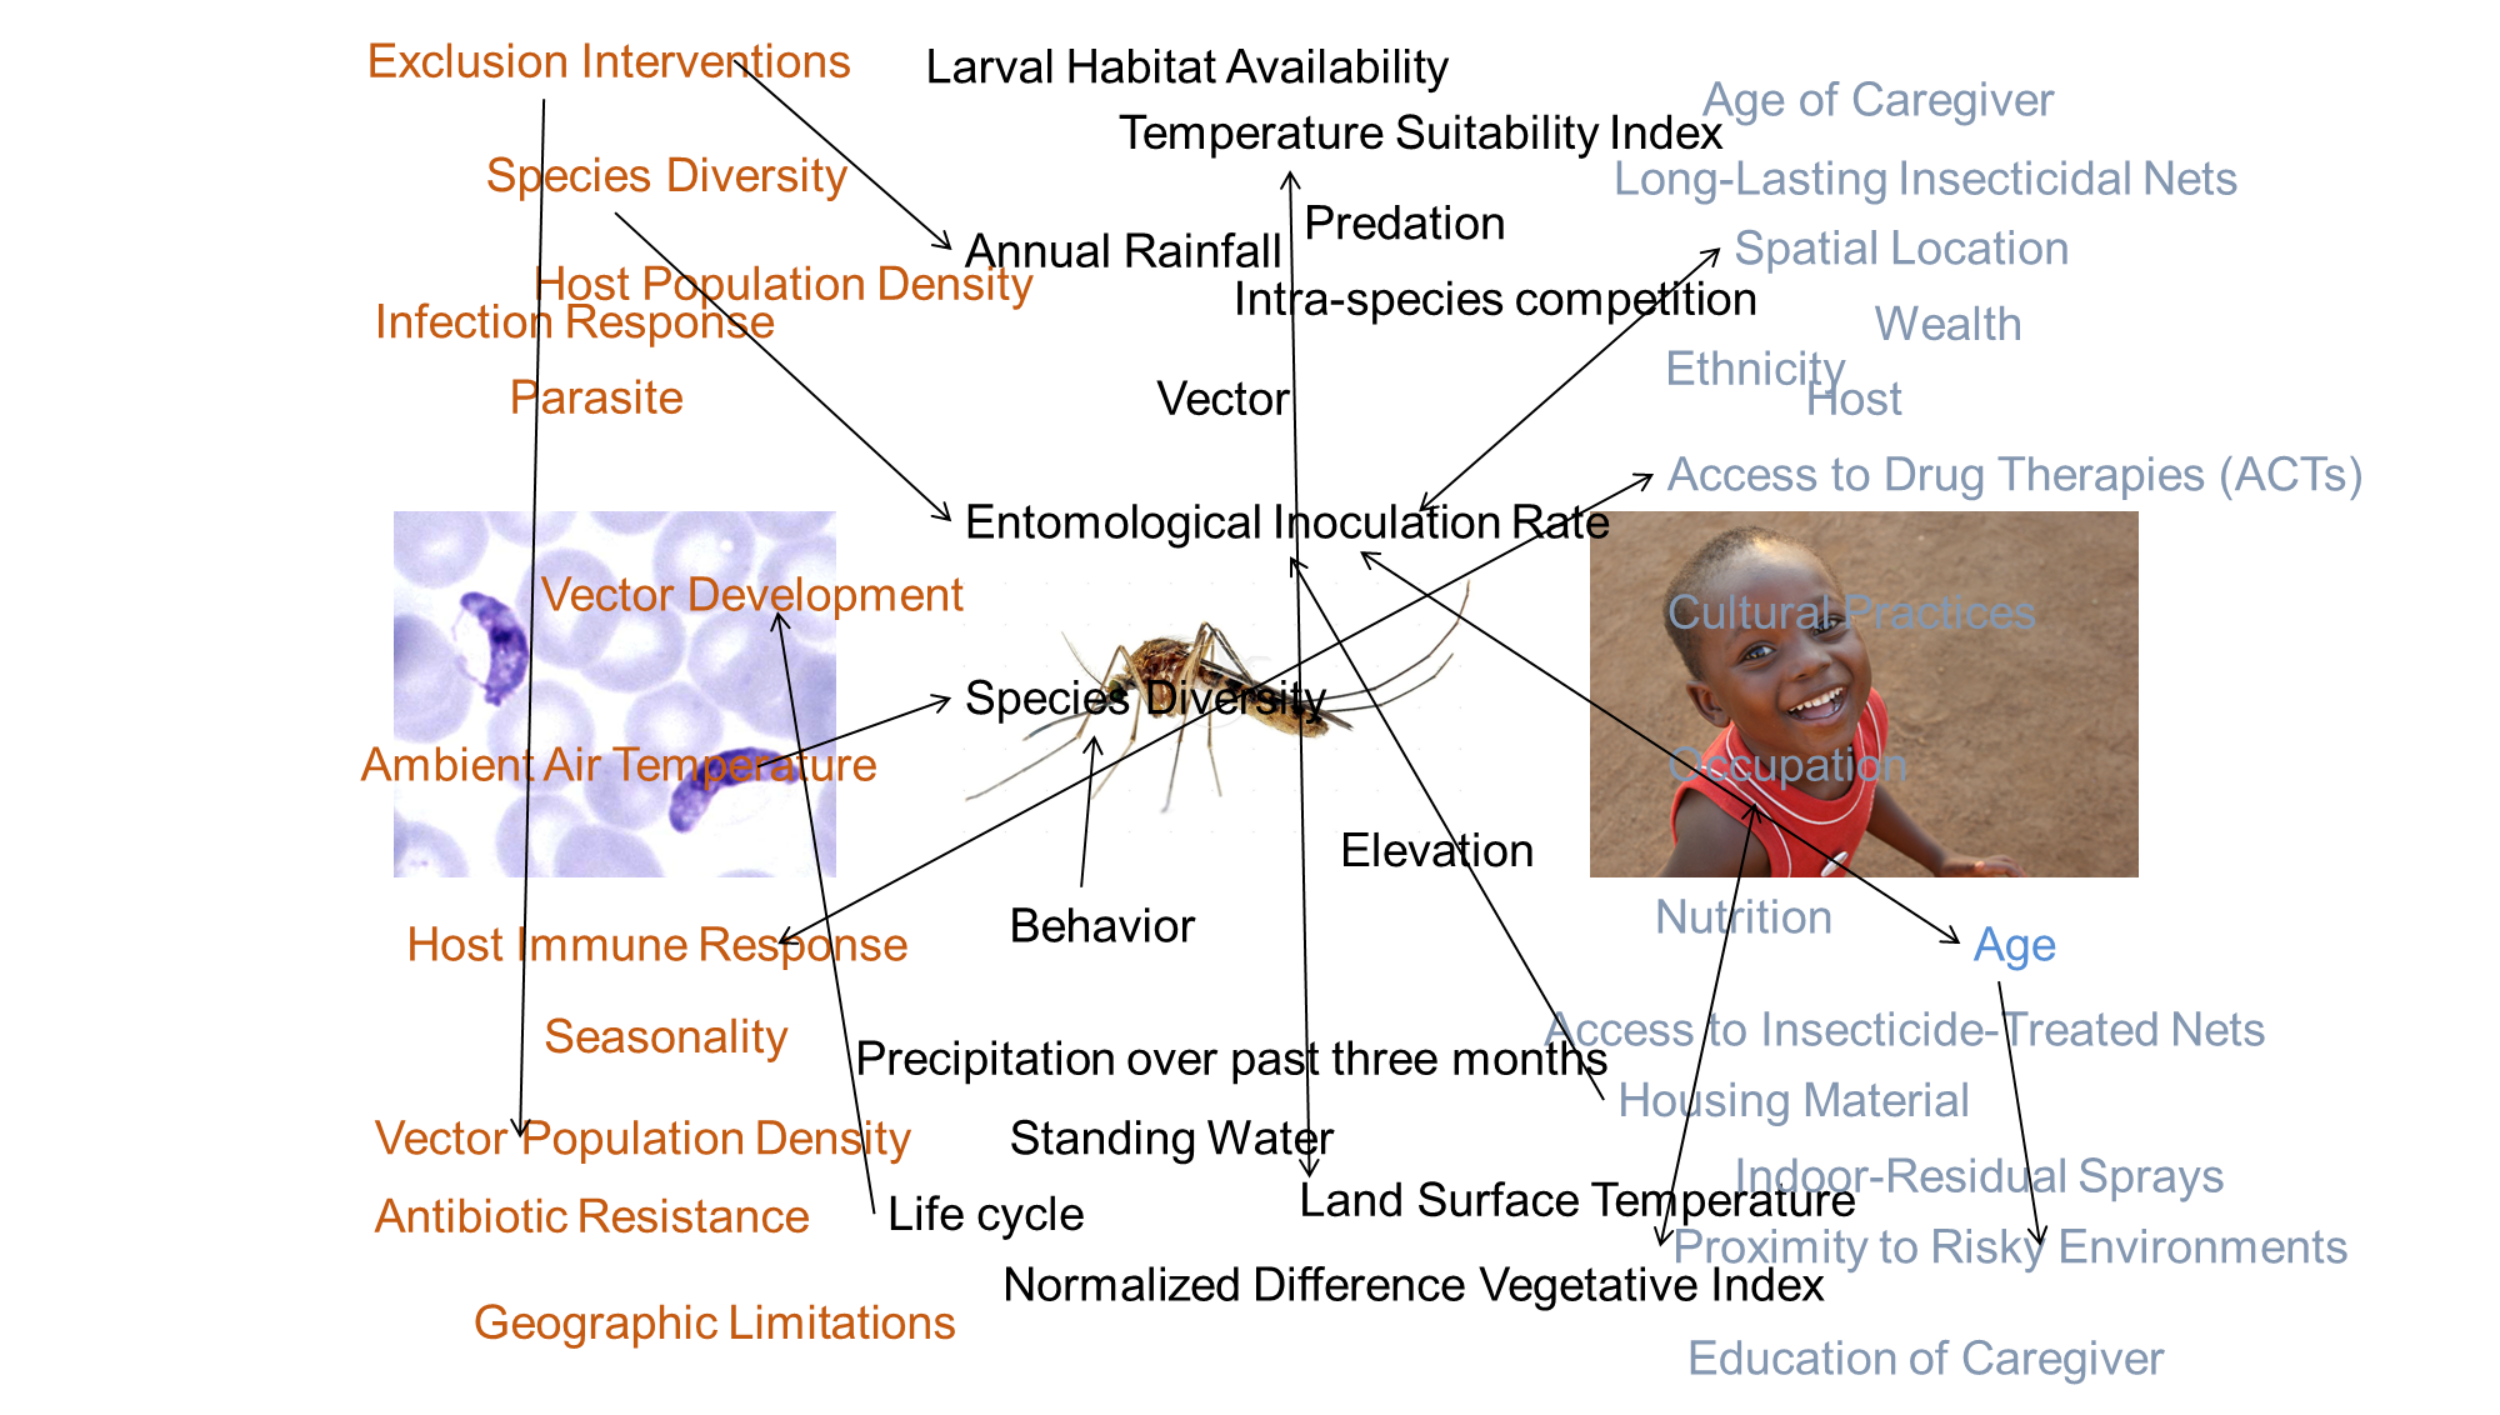 Exclusion Interventions
Species Diversity
Host Population Density
Infection Response
Parasite
Vector Development
Ambient Air Temperature
Host Immune Response
Seasonality
Vector Population Density
Antibiotic Resistance
Geographic Limitations
Larval Habitat Availability
Temperature Suitability Index
Predation
Annual Rainfall
Intra-species competition
Vector
Entomological Inoculation Rate
Species Diversity
Elevation
Behavior
Precipitation over past three months
Standing Water
Land Surface Temperature
Life cycle
Normalized Difference Vegetative Index
Age of Caregiver
Long-Lasting Insecticidal Nets
Spatial Location
Wealth
Ethnicity
Host
Access to Drug Therapies (ACTs)
Cultural Practices
Occupation
Nutrition
Age
Access to Insecticide-Treated Nets
Housing Material
Indoor-Residual Sprays
Proximity to Risky Environments
Education of Caregiver